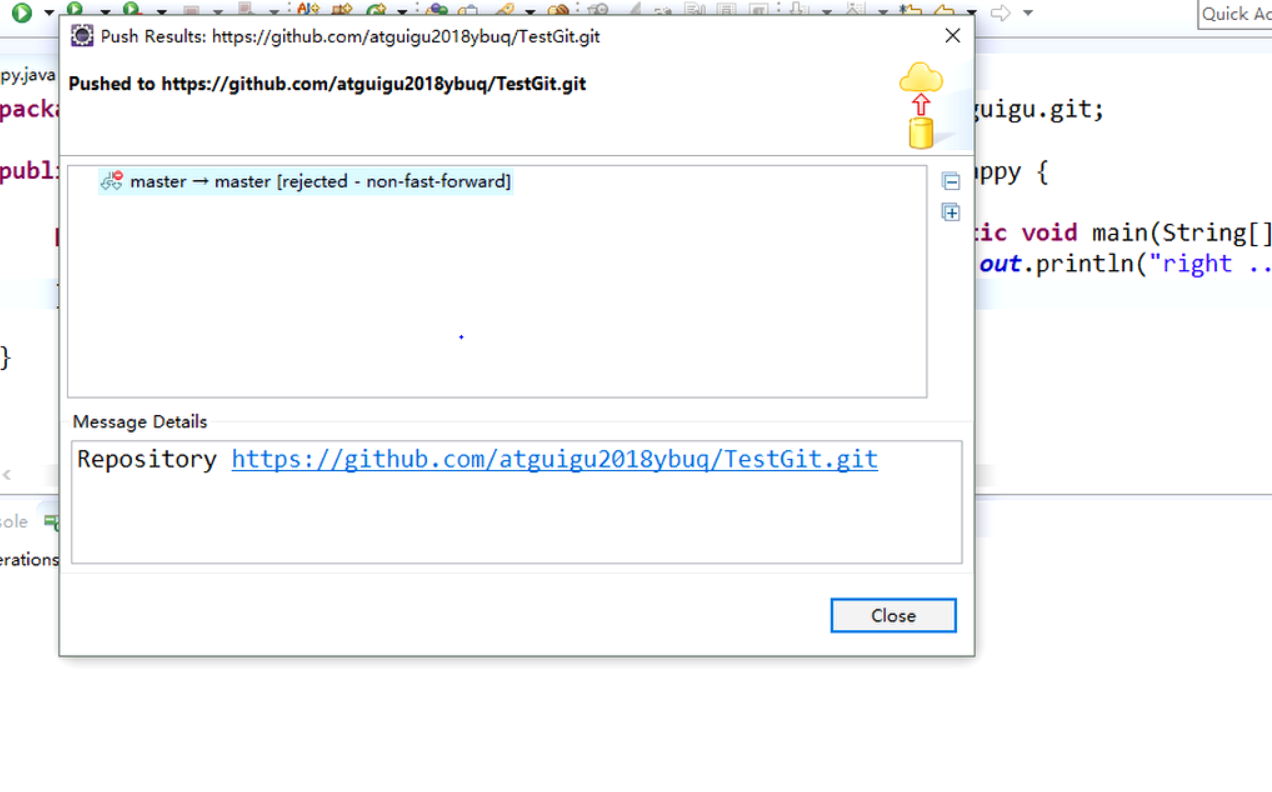 Quick Ac
Push Results: https://github.com/atguigu2018ybuq/TestGit.git
Pushed to https://github.com/atguigu2018ybuq/TestGit.git
py.java
packa
guigu.git;
publi
appy {
master → master [rejected - non-fast-forward]
tic void main(String[]
out.println("right ..
}
Message Details
Repository https://github.com/atguigu2018ybuq/TestGit.git
sole
erations
Close